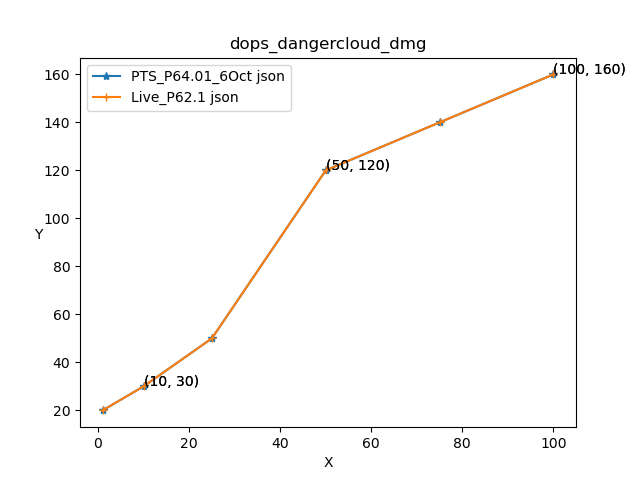 dops_dangercloud_dmg
PTS_P64.01_6Oct json
Live_P62.1 json
(100, 160)
(50, 120)
(10, 30)
160
140
120
100
80
60
40
20
Y
0 20 40 60 80 100
X